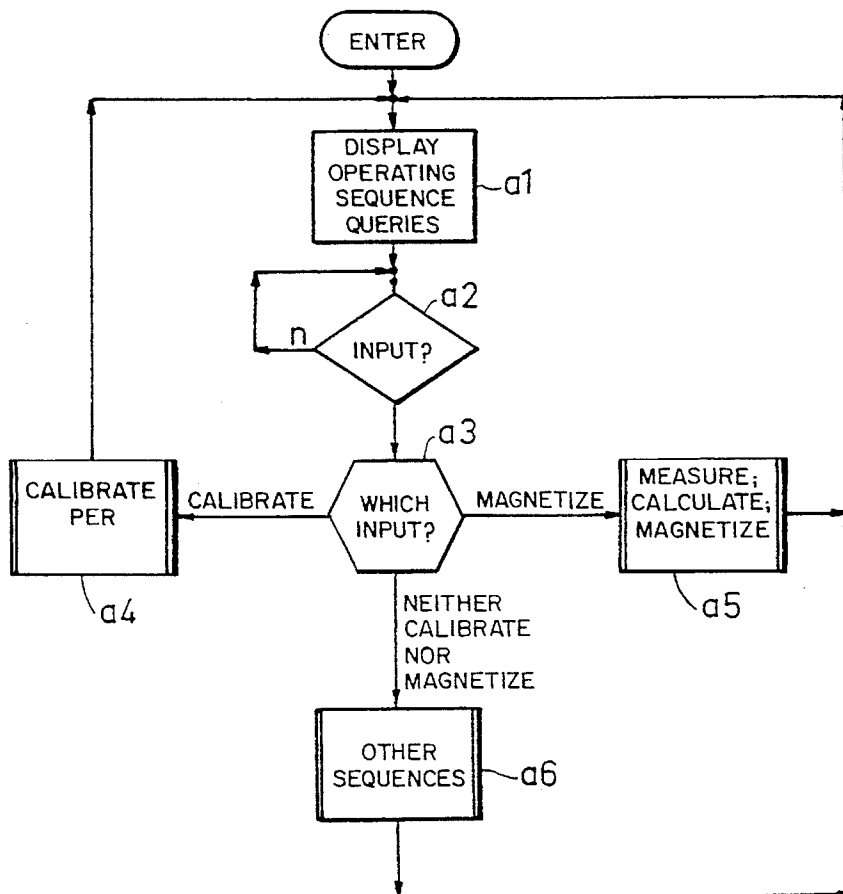 ENTER
DISPLAY
OPERATING
SEQUENCE
QUERIES
a1
a2
n
INPUT?
a3
CALIBRATE
PER
CALIBRATE
WHICH
INPUT?
MAGNETIZE
MEASURE;
CALCULATE;
MAGNETIZE
a4
a5
NEITHER
CALIBRATE
NOR
MAGNETIZE
OTHER
SEQUENCES
a6